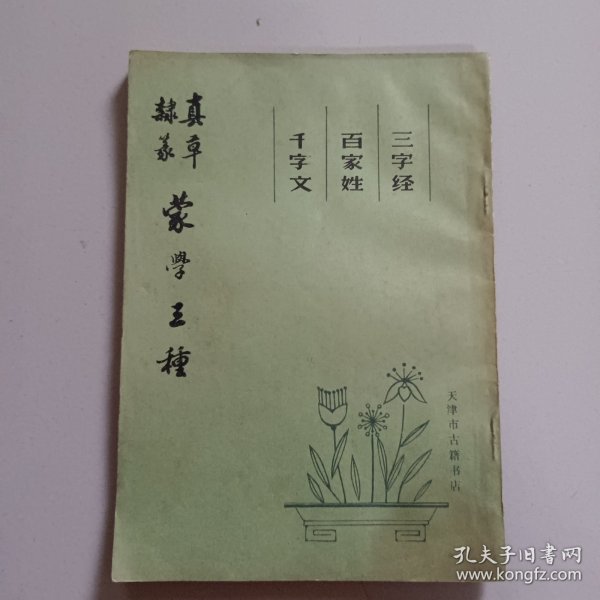 三字经
百家姓
千字文
真草
隸篆
蒙學三種
天津市古籍书店
孔夫子旧书网
www.kongfz.com